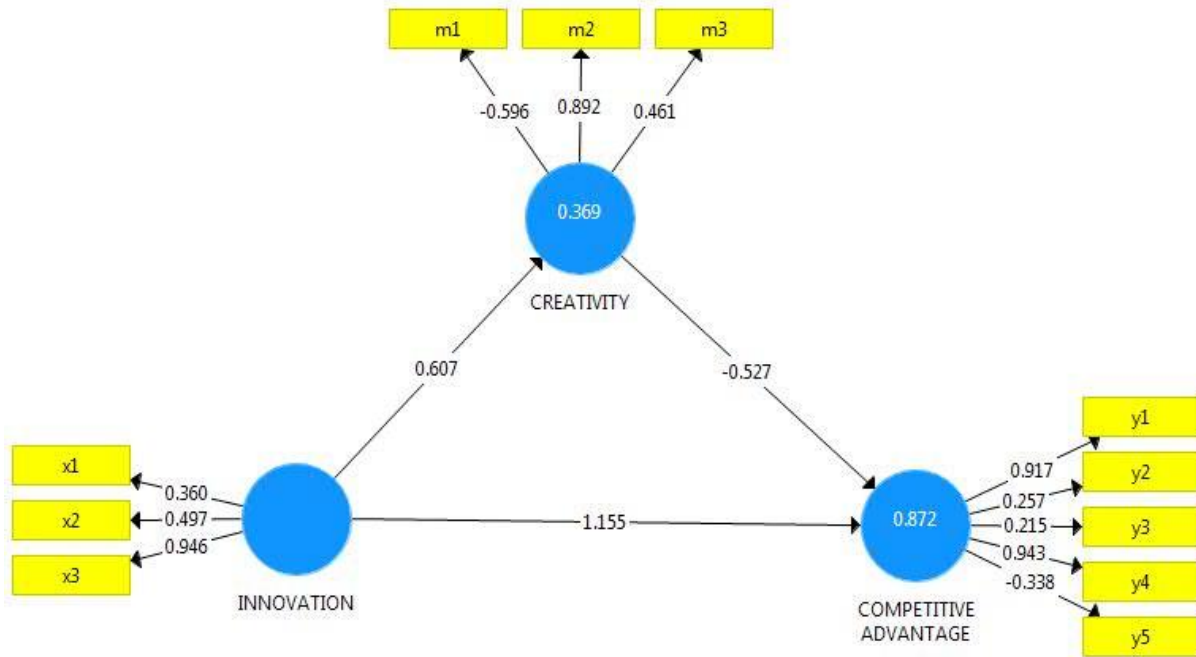 m1
m2
m3
-0.596
0.892
0.461
0.369
CREATIVITY
0.607
-0.527
x1
x2
x3
0.360
0.497
0.946
INNOVATION
1.155
0.872
COMPETITIVE
ADVANTAGE
0.917
0.257
0.215
0.943
-0.338
y1
y2
y3
y4
y5